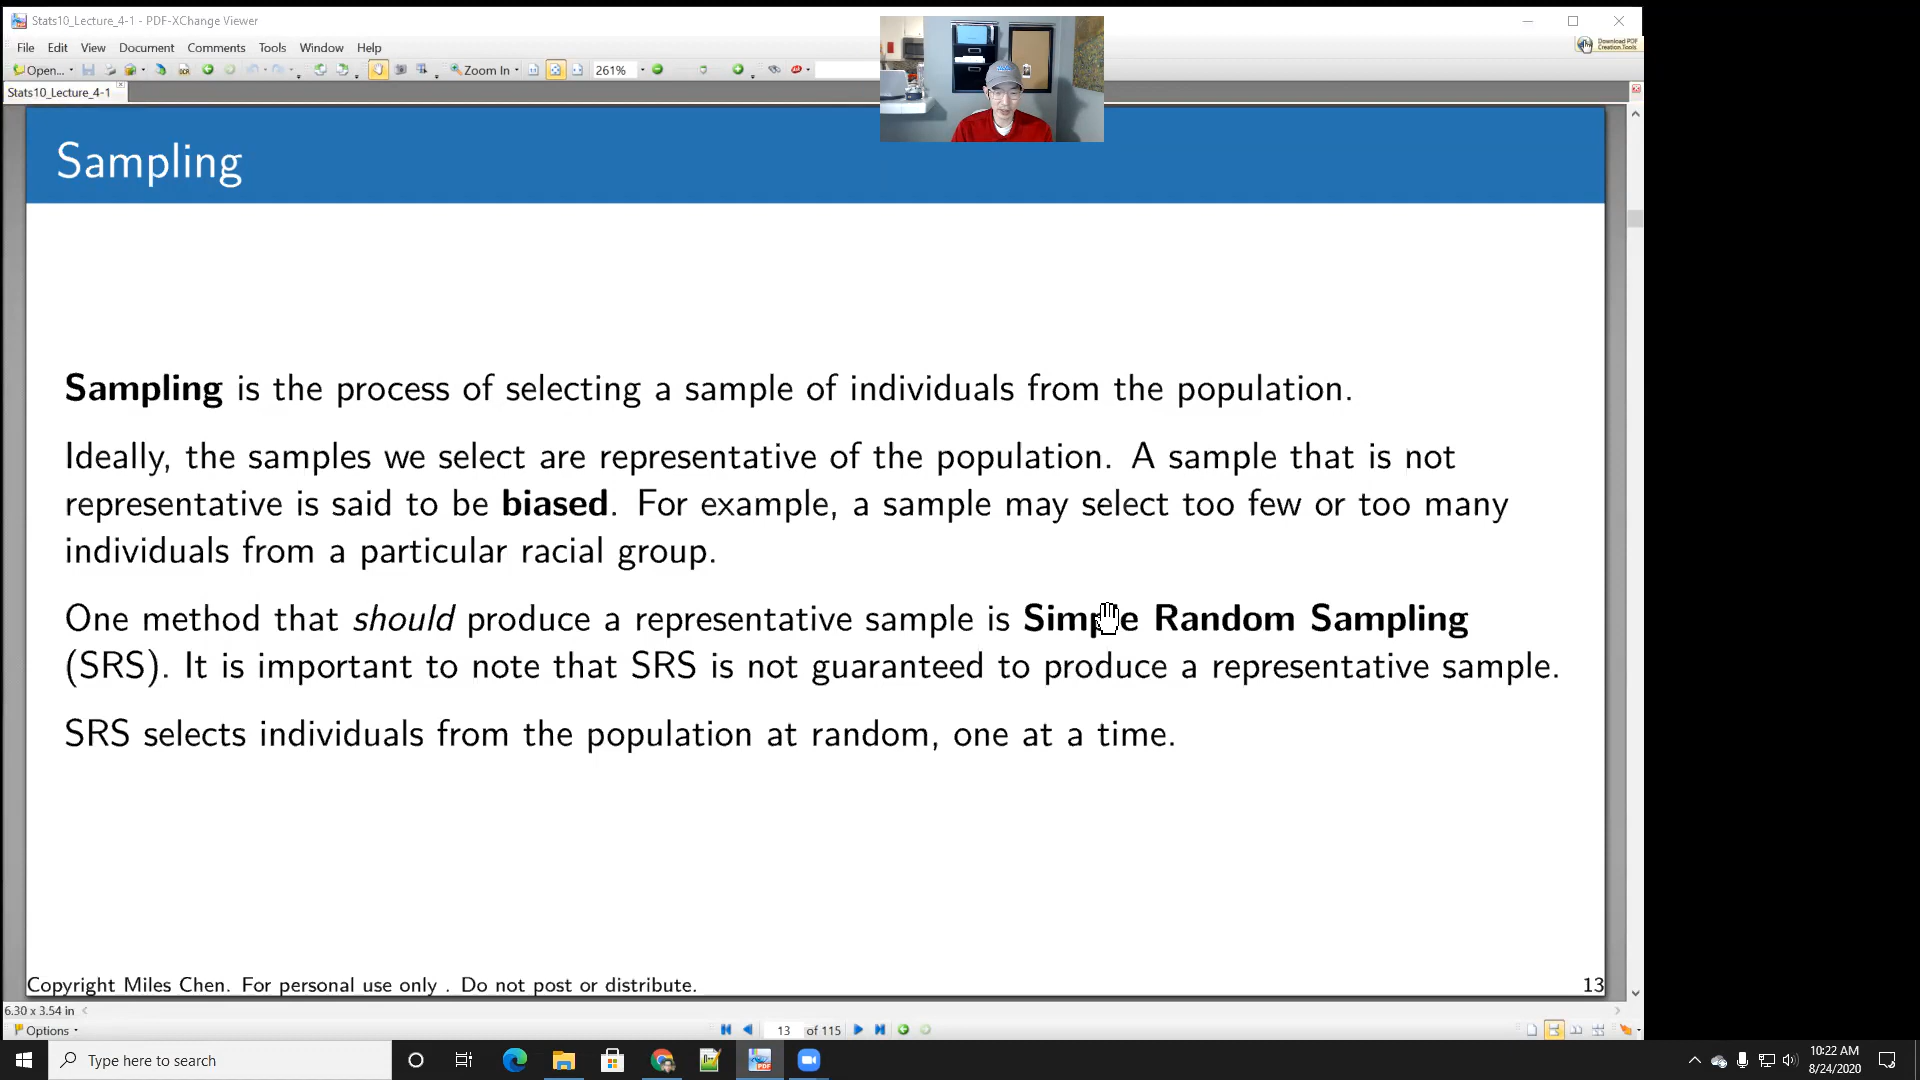 Stats10_Lecture_4-1 - PDF-XChange Viewer
File Edit View Document Comments Tools Window Help
Download PDF
Creation Tools
Open... Zoom In 261%
Stats10_Lecture_4-1
Sampling
Sampling is the process of selecting a sample of individuals from the population.
Ideally, the samples we select are representative of the population. A sample that is not
representative is said to be biased. For example, a sample may select too few or too many
individuals from a particular racial group.
One method that should produce a representative sample is Simple Random Sampling
(SRS). It is important to note that SRS is not guaranteed to produce a representative sample.
SRS selects individuals from the population at random, one at a time.
Copyright Miles Chen. For personal use only . Do not post or distribute.
13
6.30 x 3.54 in
Options
13 of 115
Type here to search
10:22 AM
8/24/2020